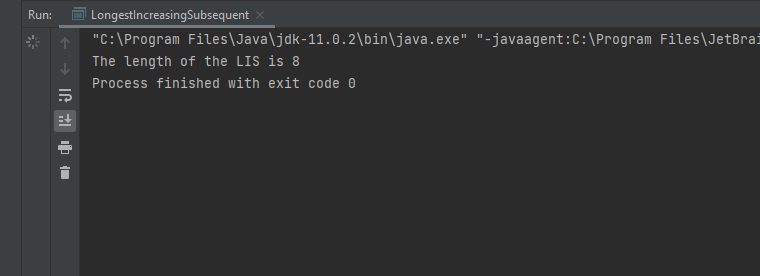 Run: LongestIncreasingSubsequent
"C:\Program Files\Java\jdk-11.0.2\bin\java.exe" "-javaagent:C:\Program Files\JetBrai
The length of the LIS is 8
Process finished with exit code 0